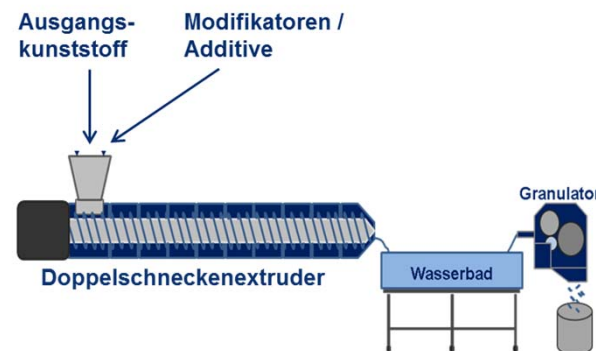 Ausgangs-
kunststoff
Modifikatoren /
Additive
Granulator
Doppelschneckenextruder
Wasserbad